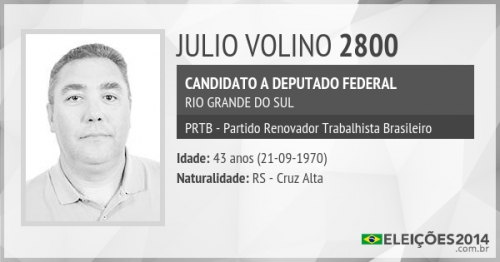 JULIO VOLINO 2800
CANDIDATO A DEPUTADO FEDERAL
RIO GRANDE DO SUL
PRTB - Partido Renovador Trabalhista Brasileiro
Idade: 43 anos (21-09-1970)
Naturalidade: RS - Cruz Alta
ELEIÇÕES2014
.com.br